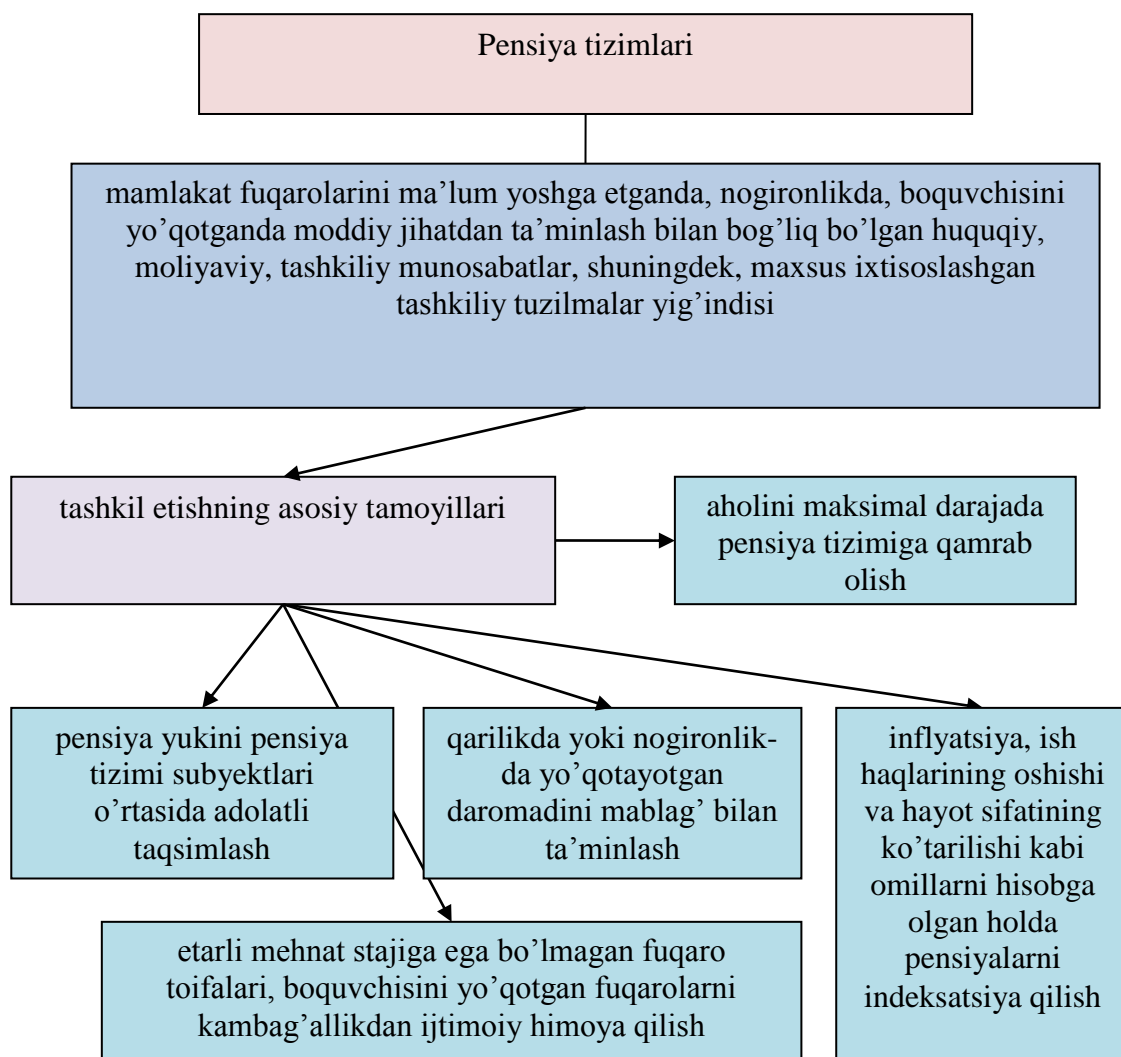 Pensiya tizimlari
mamlakat fuqarolarini ma’lum yoshga etganda, nogironlikda, boquvchisini
yo’qotganda moddiy jihatdan ta’minlash bilan bog’liq bo’lgan huquqiy,
moliyaviy, tashkiliy munosabatlar, shuningdek, maxsus ixtisoslashgan
tashkiliy tuzilmalar yig’indisi
tashkil etishning asosiy tamoyillari
aholini maksimal darajada
pensiya tizimiga qamrab
olish
pensiya yukini pensiya
tizimi subyektlari
o’rtasida adolatli
taqsimlash
qarilikda yoki nogironlik-
da yo’qotayotgan
daromadini mablag’ bilan
ta’minlash
inflyatsiya, ish
haqlarining oshishi
va hayot sifatining
ko’tarilishi kabi
omillarni hisobga
olgan holda
pensiyalarni
indeksatsiya qilish
etarli mehnat stajiga ega bo’lmagan fuqaro
toifalari, boquvchisini yo’qotgan fuqarolarni
kambag’allikdan ijtimoiy himoya qilish